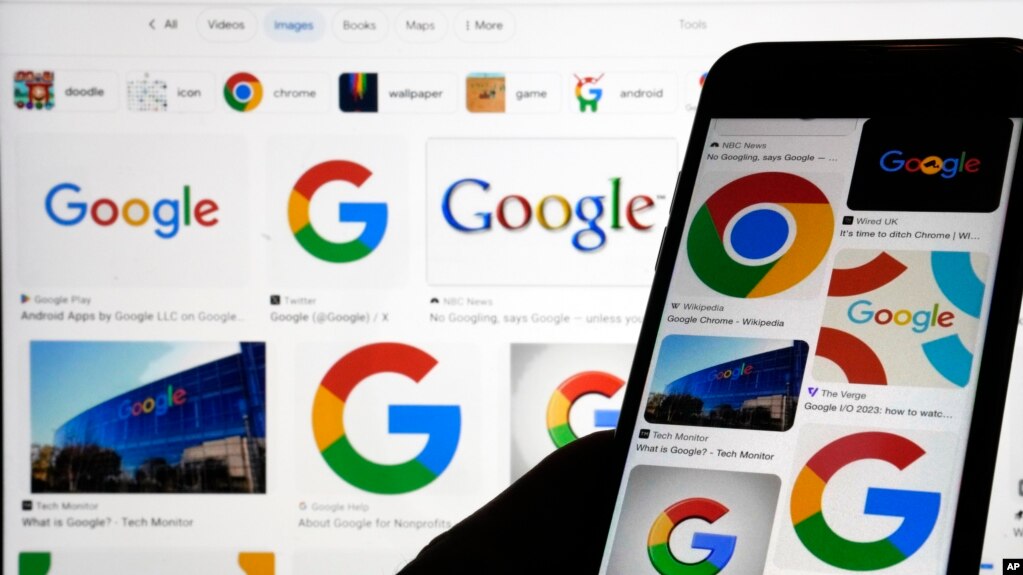 All
Videos
Images
Books
Maps
More
Tools
doodle
icon
chrome
wallpaper
game
android
Google
Google™
Google Play
Android Apps by Google LLC on Google...
Twitter
Google (@Google) / X
NBC News
No Googling, says Google — unless you
Google
Tech Monitor
What is Google? - Tech Monitor
Google Help
About Google for Nonprofits
NBC News
No Googling, says Google — ...
Google
Wired UK
It's time to ditch Chrome | WI...
W Wikipedia
Google Chrome - Wikipedia
Google
The Verge
Google I/O 2023: how to watc...
Google
Tech Monitor
What is Google? - Tech Monitor
AP